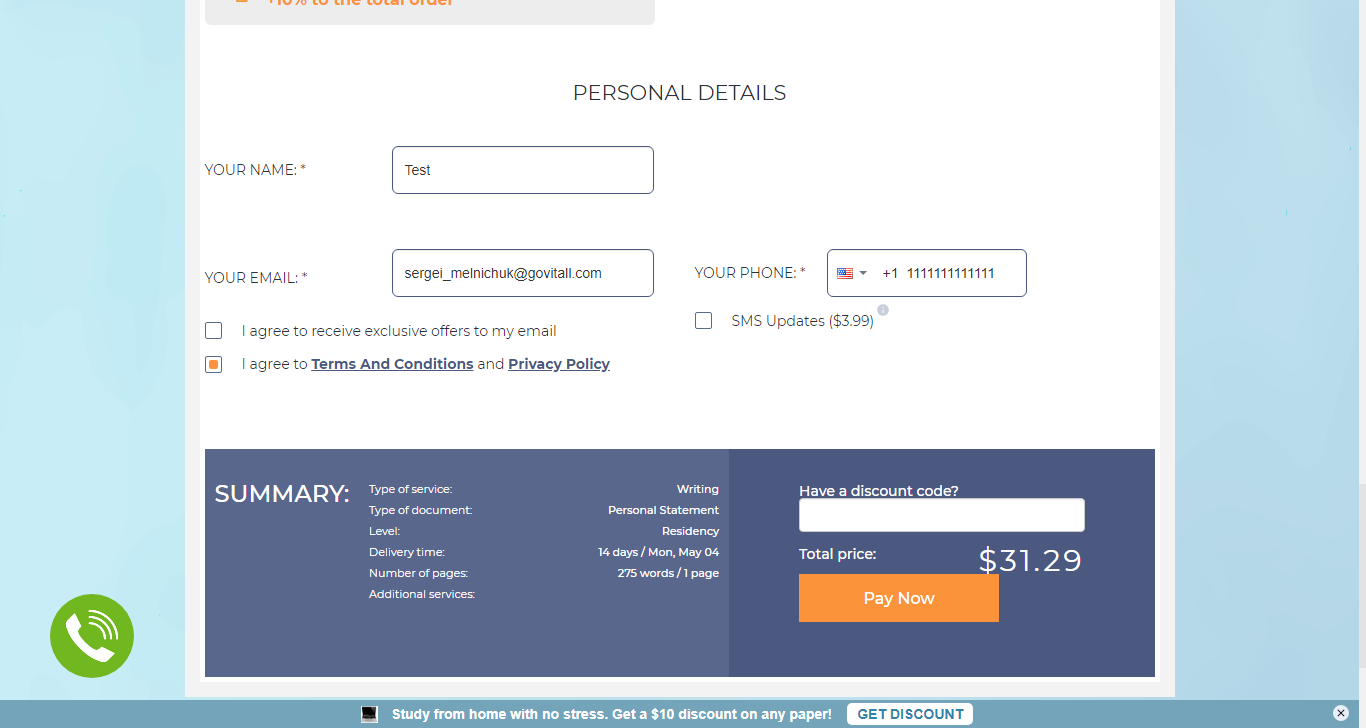 +10% to the total order
PERSONAL DETAILS
YOUR NAME: *
Test
YOUR EMAIL: *
sergei_melnichuk@govitall.com
YOUR PHONE: *
+1 1111111111111
I agree to receive exclusive offers to my email
SMS Updates ($3.99)
I agree to Terms And Conditions and Privacy Policy
SUMMARY:
Type of service: Writing
Type of document: Personal Statement
Level: Residency
Delivery time: 14 days / Mon, May 04
Number of pages: 275 words / 1 page
Additional services:
Have a discount code?
Total price: $31.29
Pay Now
Study from home with no stress. Get a $10 discount on any paper! GET DISCOUNT